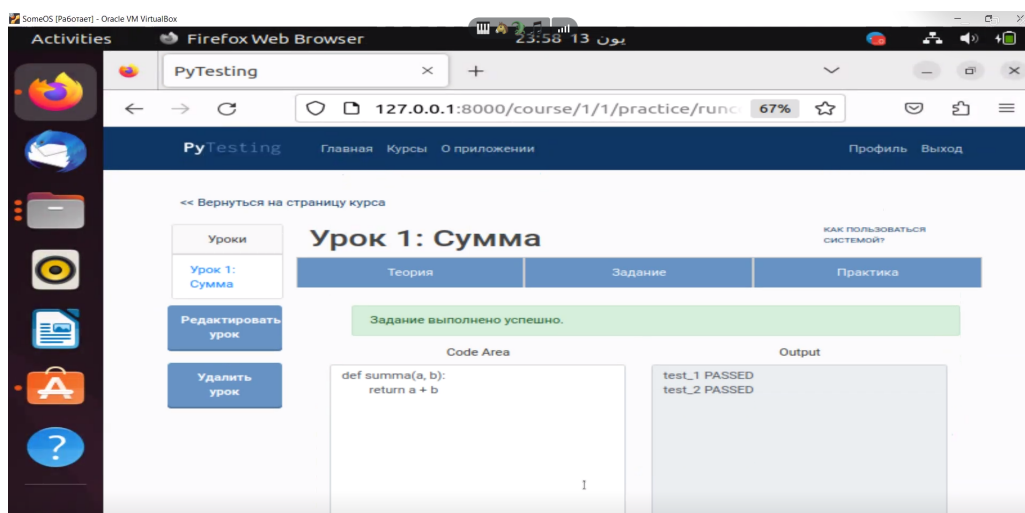 SomeOS [Работает] - Oracle VM VirtualBox
Activities Firefox Web Browser 23:58 13 يون
PyTesting
127.0.0.1:8000/course/1/1/practice/runc 67%
PyTesting Главная Курсы О приложении Профиль Выход
<< Вернуться на страницу курса
Уроки
Урок 1:
Сумма
Редактировать
урок
Удалить
урок
Урок 1: Сумма
КАК ПОЛЬЗОВАТЬСЯ
СИСТЕМОЙ?
Теория Задание Практика
Задание выполнено успешно.
Code Area
def summa(a, b):
return a + b
Output
test_1 PASSED
test_2 PASSED